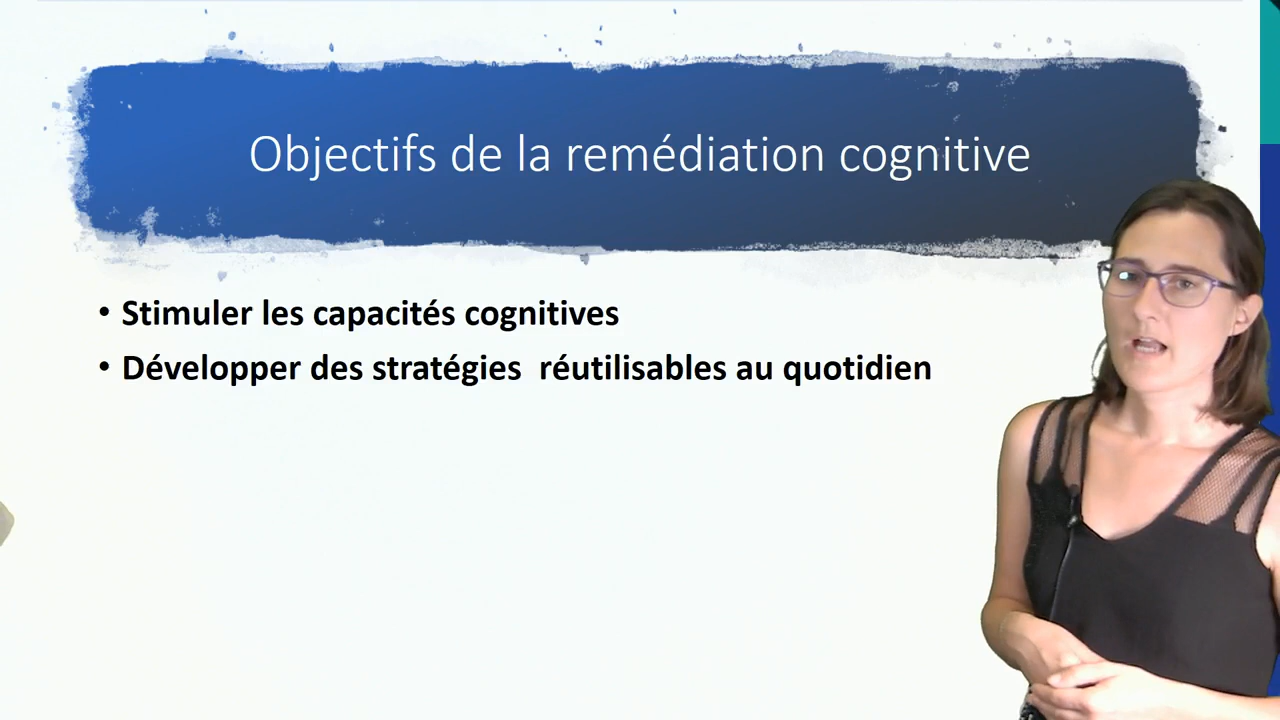 Objectifs de la remédiation cognitive
• Stimuler les capacités cognitives
• Développer des stratégies  réutilisables au quotidien